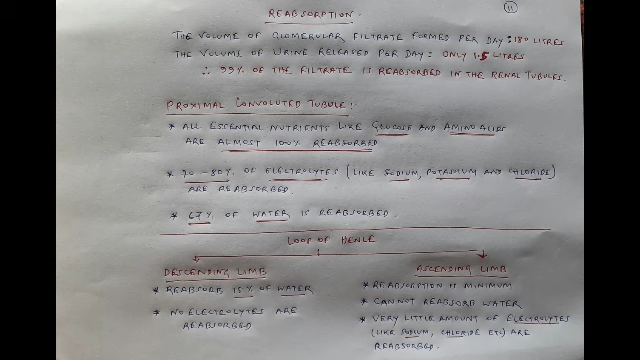 11
REABSORPTION
THE VOLUME OF GLOMERULAR FILTRATE FORMED PER DAY : 180 LITRES
THE VOLUME OF URINE RELEASED PER DAY : ONLY 1.5 LITRES
∴ 99% OF THE FILTRATE IS REABSORBED IN THE RENAL TUBULES.
PROXIMAL CONVOLUTED TUBULE :-
* ALL ESSENTIAL NUTRIENTS LIKE GLUCOSE AND AMINO ACIDS
ARE ALMOST 100% REABSORBED
* 70-80% OF ELECTROLYTES (LIKE SODIUM, POTASSIUM AND CHLORIDE)
ARE REABSORBED
* 67% OF WATER IS REABSORBED.
LOOP OF HENLE
DESCENDING LIMB
* REABSORB 15% OF WATER
* NO ELECTROLYTES ARE
REABSORBED
ASCENDING LIMB
* REABSORPTION IS MINIMUM
* CANNOT REABSORB WATER
* VERY LITTLE AMOUNT OF ELECTROLYTES
(LIKE SODIUM, CHLORIDE ETC) ARE
REABSORBED.